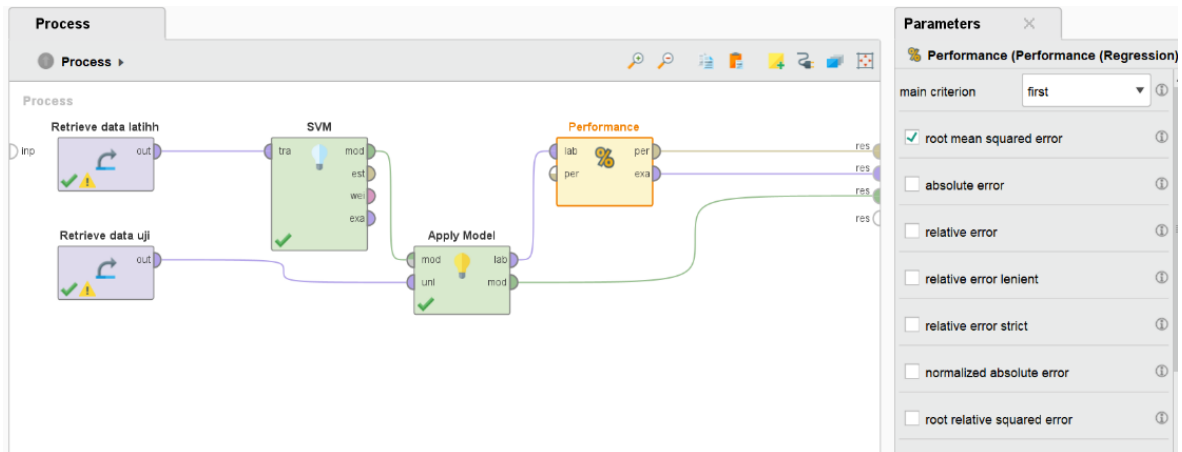 Process
Process
Process
Retrieve data latihh
inp
out
SVM
tra
mod
est
wei
exa
Performance
lab
per
per
exa
res
res
res
res
Retrieve data uji
out
Apply Model
mod
unl
lab
mod
Parameters
% Performance (Performance (Regression)
main criterion
first
root mean squared error
absolute error
relative error
relative error lenient
relative error strict
normalized absolute error
root relative squared error